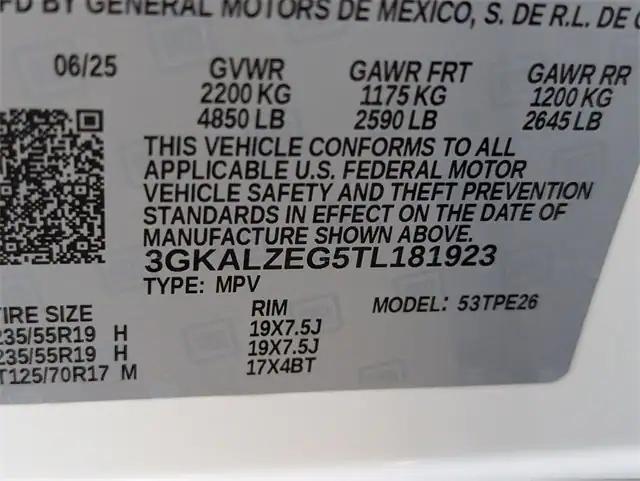 MFD BY GENERAL MOTORS DE MEXICO, S. DE R.L. DE
06/25 GVWR GAWR FRT GAWR RR
2200 KG 1175 KG 1200 KG
4850 LB 2590 LB 2645 LB
THIS VEHICLE CONFORMS TO ALL
APPLICABLE U.S. FEDERAL MOTOR
VEHICLE SAFETY AND THEFT PREVENTION
STANDARDS IN EFFECT ON THE DATE OF
MANUFACTURE SHOWN ABOVE.
3GKALZEG5TL181923
TYPE: MPV
TIRE SIZE RIM MODEL: 53TPE26
235/55R19 H 19X7.5J
235/55R19 H 19X7.5J
T125/70R17 M 17X4BT